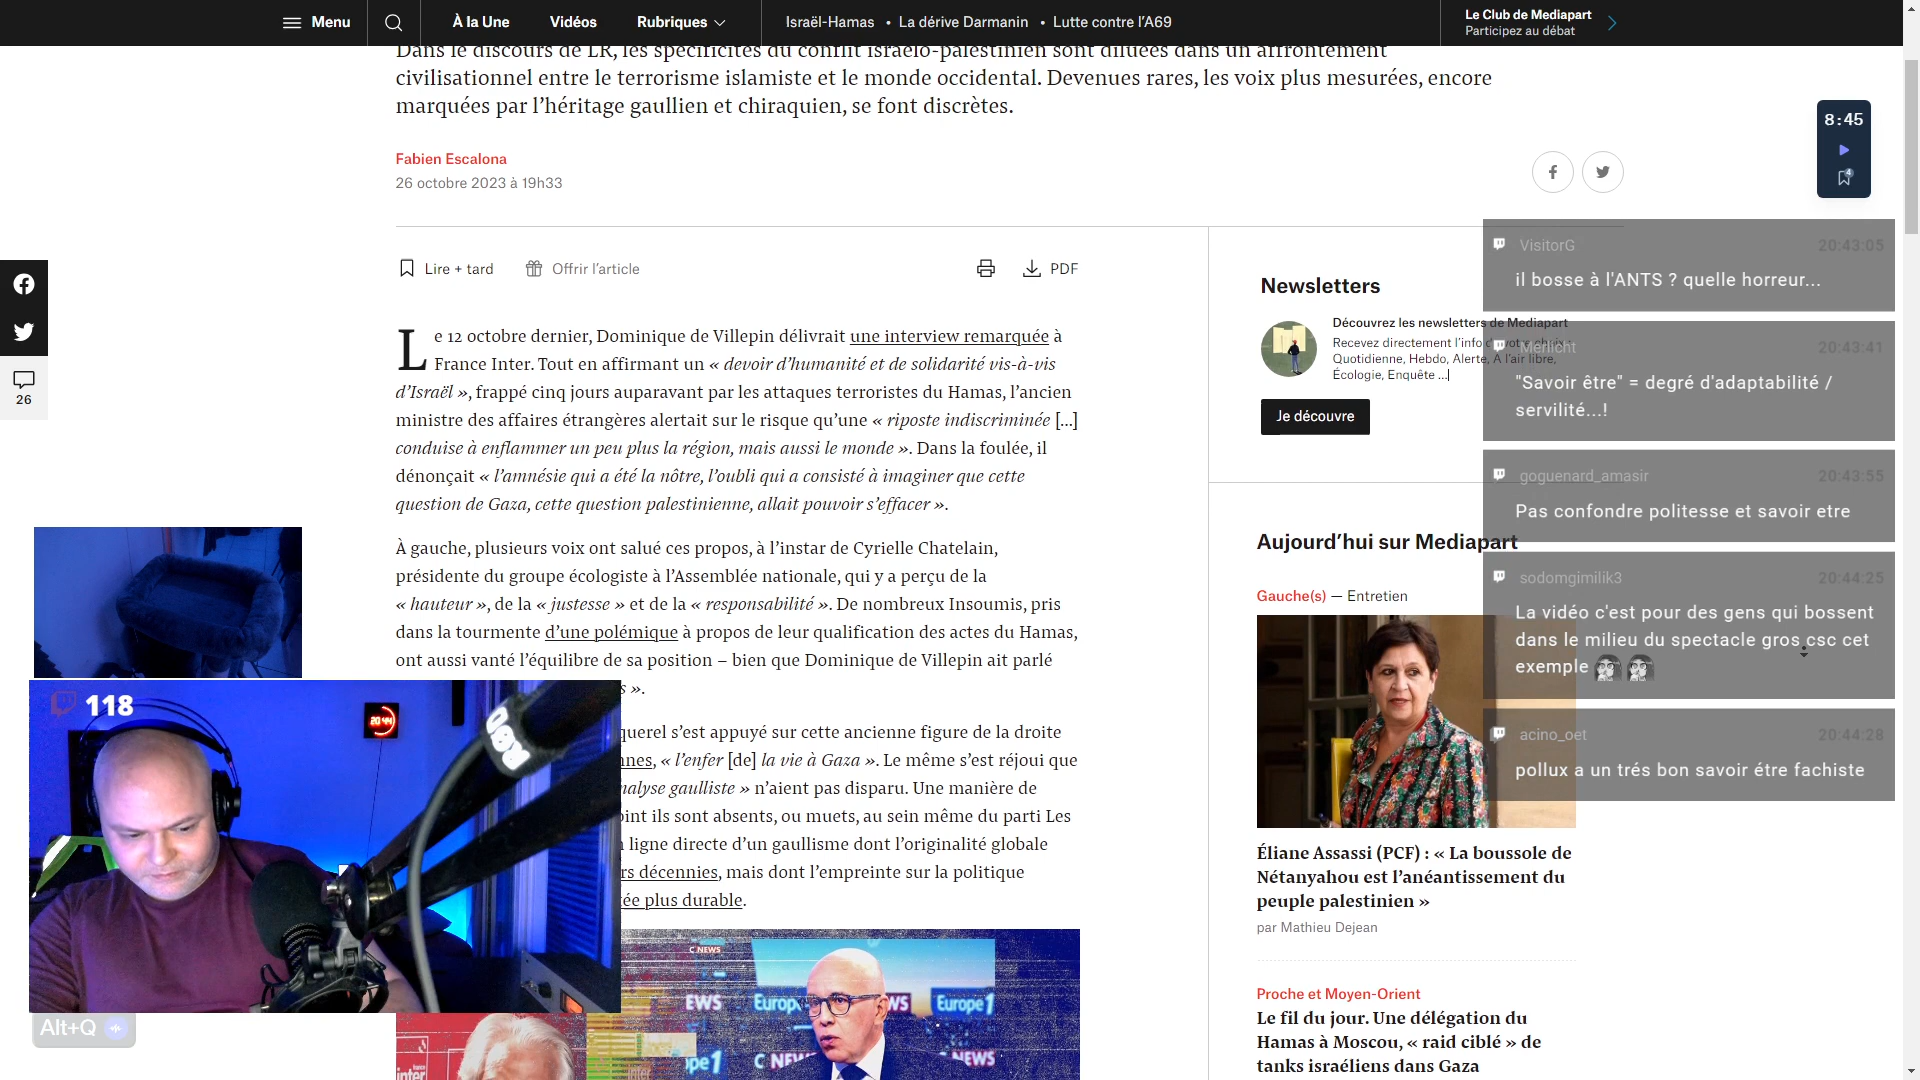 Menu
À la Une
Vidéos
Rubriques
Israël-Hamas • La dérive Darmanin • Lutte contre l’A69
Le Club de Mediapart
Participez au débat
Dans le discours de LR, les spécificités du conflit israélo-palestinien sont diluées dans un affrontement
civilisationnel entre le terrorisme islamiste et le monde occidental. Devenues rares, les voix plus mesurées, encore
marquées par l’héritage gaullien et chiraquien, se font discrètes.
Fabien Escalona
26 octobre 2023 à 19h33
8:45
4
26
Lire + tard
Offrir l’article
PDF
Le 12 octobre dernier, Dominique de Villepin délivrait une interview remarquée à
France Inter. Tout en affirmant un « devoir d’humanité et de solidarité vis-à-vis
d’Israël », frappé cinq jours auparavant par les attaques terroristes du Hamas, l’ancien
ministre des affaires étrangères alertait sur le risque qu’une « riposte indiscriminée [...]
conduise à enflammer un peu plus la région, mais aussi le monde ». Dans la foulée, il
dénonçait « l’amnésie qui a été la nôtre, l’oubli qui a consisté à imaginer que cette
question de Gaza, cette question palestinienne, allait pouvoir s’effacer ».
À gauche, plusieurs voix ont salué ces propos, à l’instar de Cyrielle Chatelain,
présidente du groupe écologiste à l’Assemblée nationale, qui y a perçu de la
« hauteur », de la « justesse » et de la « responsabilité ». De nombreux Insoumis, pris
dans la tourmente d’une polémique à propos de leur qualification des actes du Hamas,
ont aussi vanté l’équilibre de sa position – bien que Dominique de Villepin ait parlé
s ».
querel s’est appuyé sur cette ancienne figure de la droite
nnes, « l’enfer [de] la vie à Gaza ». Le même s’est réjoui que
nalyse gaulliste » n’aient pas disparu. Une manière de
oint ils sont absents, ou muets, au sein même du parti Les
ligne directe d’un gaullisme dont l’originalité globale
rs décennies, mais dont l’empreinte sur la politique
ée plus durable.
118
20:44
Alt+Q
C NEWS
EWS
Europe
WS
Europe 1
ope 1
C NEW
NEWS
inter
Newsletters
Découvrez les newsletters de Mediapart
Recevez directement l’info de votre choix :
Quotidienne, Hebdo, Alerte, À l’air libre,
Écologie, Enquête ...
Je découvre
Aujourd’hui sur Mediapart
Gauche(s) — Entretien
Éliane Assassi (PCF) : « La boussole de
Nétanyahou est l’anéantissement du
peuple palestinien »
par Mathieu Dejean
Proche et Moyen-Orient
Le fil du jour. Une délégation du
Hamas à Moscou, « raid ciblé » de
tanks israéliens dans Gaza
VisitorG 20:43:05
il bosse à l'ANTS ? quelle horreur...
Merlicht 20:43:41
"Savoir être" = degré d'adaptabilité /
servilité...!
goguenard_amasir 20:43:55
Pas confondre politesse et savoir etre
sodomgimilik3 20:44:25
La vidéo c'est pour des gens qui bossent
dans le milieu du spectacle gros csc cet
exemple
acino_oet 20:44:28
pollux a un trés bon savoir étre fachiste